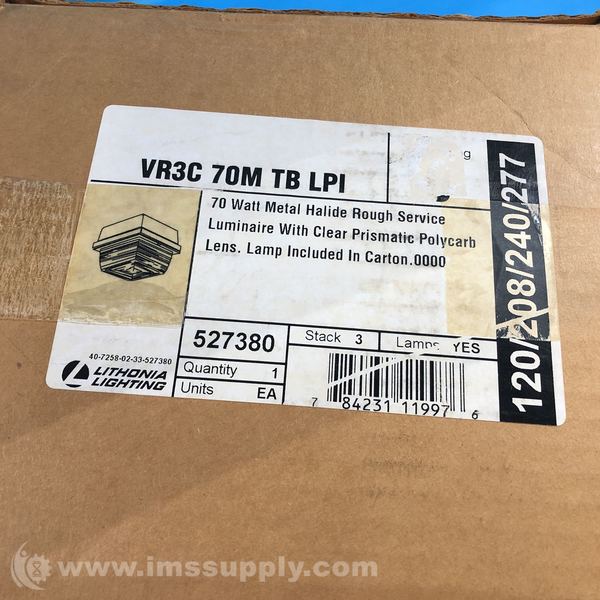 g
VR3C 70M TB LPI
70 Watt Metal Halide Rough Service
Luminaire With Clear Prismatic Polycarb
Lens. Lamp Included In Carton.0000
120/208/240/277
40-7258-02-33-527380
LITHONIA
LIGHTING
527380
Stack 3
Lamps YES
Quantity 1
Units EA
7 84231 11997 6
www.imssupply.com